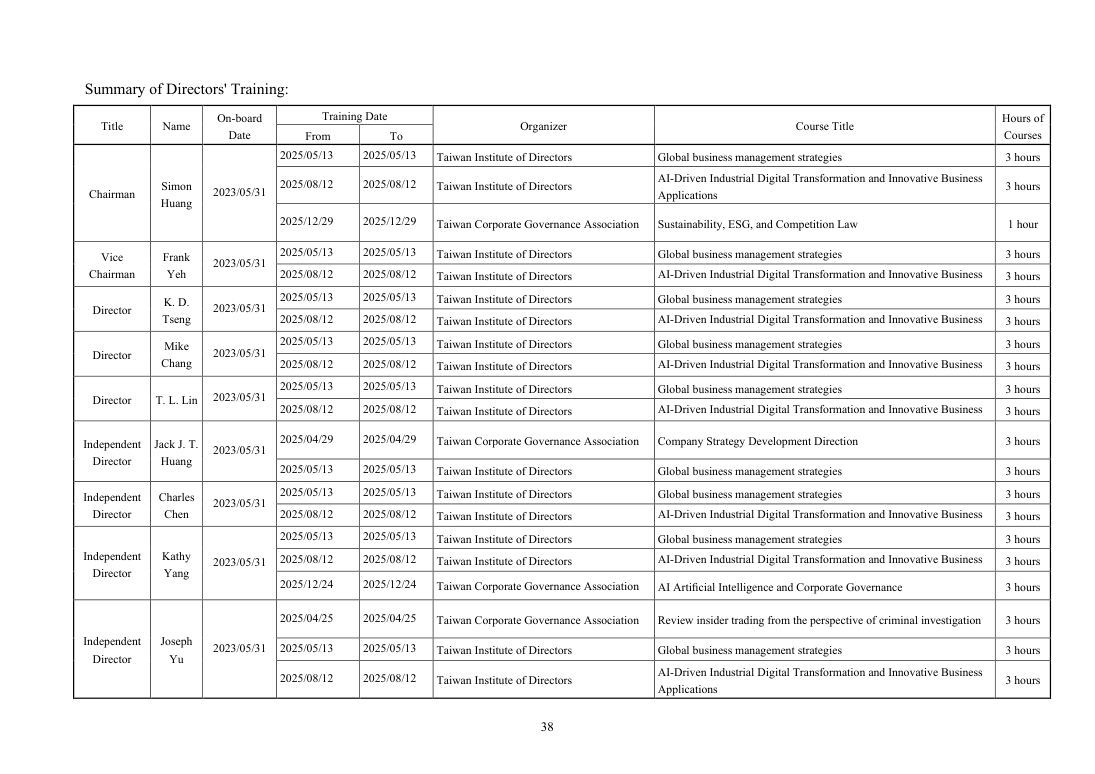 Summary of Directors' Training:
Title Name On-board Date Training Date Organizer Course Title Hours of Courses
From To
Chairman Simon Huang 2023/05/31 2025/05/13 2025/05/13 Taiwan Institute of Directors Global business management strategies 3 hours
2025/08/12 2025/08/12 Taiwan Institute of Directors AI-Driven Industrial Digital Transformation and Innovative Business Applications 3 hours
2025/12/29 2025/12/29 Taiwan Corporate Governance Association Sustainability, ESG, and Competition Law 1 hour
Vice Chairman Frank Yeh 2023/05/31 2025/05/13 2025/05/13 Taiwan Institute of Directors Global business management strategies 3 hours
2025/08/12 2025/08/12 Taiwan Institute of Directors AI-Driven Industrial Digital Transformation and Innovative Business 3 hours
Director K. D. Tseng 2023/05/31 2025/05/13 2025/05/13 Taiwan Institute of Directors Global business management strategies 3 hours
2025/08/12 2025/08/12 Taiwan Institute of Directors AI-Driven Industrial Digital Transformation and Innovative Business 3 hours
Director Mike Chang 2023/05/31 2025/05/13 2025/05/13 Taiwan Institute of Directors Global business management strategies 3 hours
2025/08/12 2025/08/12 Taiwan Institute of Directors AI-Driven Industrial Digital Transformation and Innovative Business 3 hours
Director T. L. Lin 2023/05/31 2025/05/13 2025/05/13 Taiwan Institute of Directors Global business management strategies 3 hours
2025/08/12 2025/08/12 Taiwan Institute of Directors AI-Driven Industrial Digital Transformation and Innovative Business 3 hours
Independent Director Jack J. T. Huang 2023/05/31 2025/04/29 2025/04/29 Taiwan Corporate Governance Association Company Strategy Development Direction 3 hours
2025/05/13 2025/05/13 Taiwan Institute of Directors Global business management strategies 3 hours
Independent Director Charles Chen 2023/05/31 2025/05/13 2025/05/13 Taiwan Institute of Directors Global business management strategies 3 hours
2025/08/12 2025/08/12 Taiwan Institute of Directors AI-Driven Industrial Digital Transformation and Innovative Business 3 hours
Independent Director Kathy Yang 2023/05/31 2025/05/13 2025/05/13 Taiwan Institute of Directors Global business management strategies 3 hours
2025/08/12 2025/08/12 Taiwan Institute of Directors AI-Driven Industrial Digital Transformation and Innovative Business 3 hours
2025/12/24 2025/12/24 Taiwan Corporate Governance Association AI Artificial Intelligence and Corporate Governance 3 hours
Independent Director Joseph Yu 2023/05/31 2025/04/25 2025/04/25 Taiwan Corporate Governance Association Review insider trading from the perspective of criminal investigation 3 hours
2025/05/13 2025/05/13 Taiwan Institute of Directors Global business management strategies 3 hours
2025/08/12 2025/08/12 Taiwan Institute of Directors AI-Driven Industrial Digital Transformation and Innovative Business Applications 3 hours
38